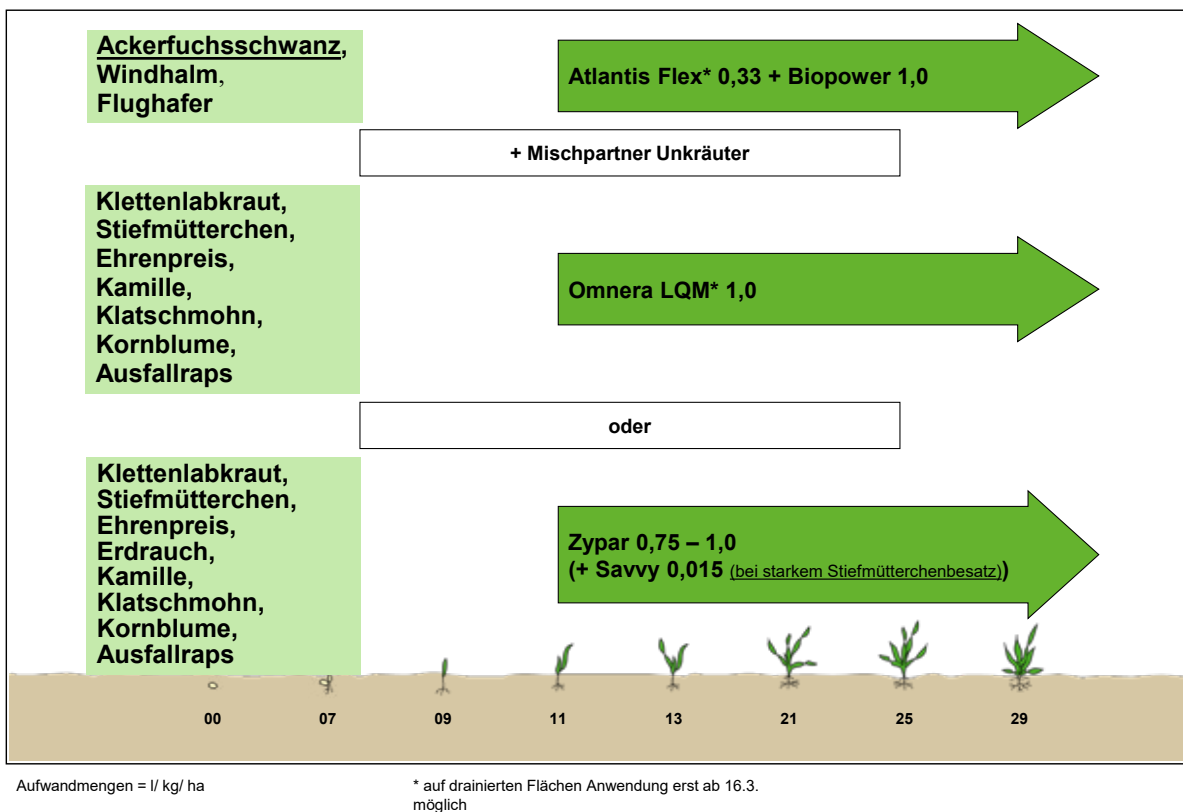 Ackerfuchsschwanz,
Windhalm,
Flughafer
Atlantis Flex* 0,33 + Biopower 1,0
+ Mischpartner Unkräuter
Klettenlabkraut,
Stiefmütterchen,
Ehrenpreis,
Kamille,
Klatschmohn,
Kornblume,
Ausfallraps
Omnera LQM* 1,0
oder
Klettenlabkraut,
Stiefmütterchen,
Ehrenpreis,
Erdrauch,
Kamille,
Klatschmohn,
Kornblume,
Ausfallraps
Zypar 0,75 – 1,0
(+ Savvy 0,015 (bei starkem Stiefmütterchenbesatz))
00 07 09 11 13 21 25 29
Aufwandmengen = l/ kg/ ha
* auf drainierten Flächen Anwendung erst ab 16.3.
möglich